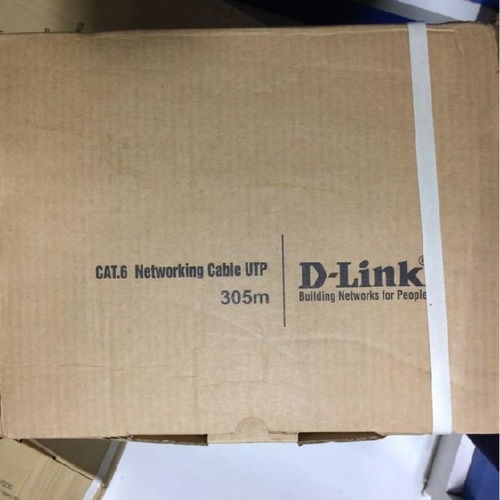 CAT.6 Networking Cable UTP
305m
D-Link®
Building Networks for People